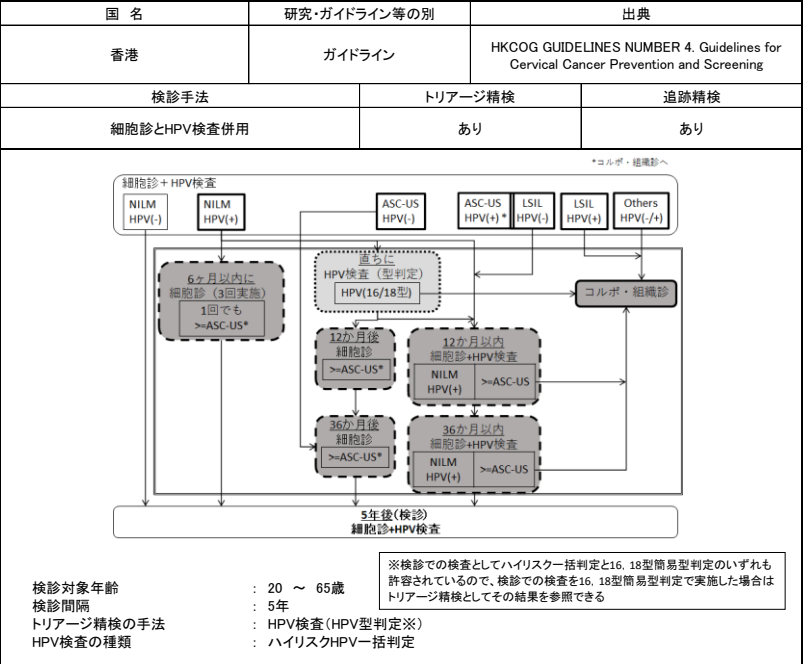 国 名
研究・ガイドライン等の別
出典
香港
ガイドライン
HKCOG GUIDELINES NUMBER 4. Guidelines for
Cervical Cancer Prevention and Screening
検診手法
トリアージ精検
追跡精検
細胞診とHPV検査併用
あり
あり
*コルポ・組織診へ
細胞診+HPV検査
NILM
HPV(-)
NILM
HPV(+)
ASC-US
HPV(-)
ASC-US
HPV(+) *
LSIL
HPV(-)
LSIL
HPV(+)
Others
HPV(-/+)
6ヶ月以内に
細胞診（3回実施）
1回でも
>=ASC-US*
直ちに
HPV検査（型判定）
HPV(16/18型)
コルポ・組織診
12か月後
細胞診
>=ASC-US*
12か月以内
細胞診+HPV検査
NILM
HPV(+)
>=ASC-US
36か月後
細胞診
>=ASC-US*
36か月以内
細胞診+HPV検査
NILM
HPV(+)
>=ASC-US
5年後(検診)
細胞診+HPV検査
※検診での検査としてハイリスク一括判定と16, 18型簡易型判定のいずれも
許容されているので、検診での検査を16, 18型簡易型判定で実施した場合は
トリアージ精検としてその結果を参照できる
検診対象年齢 : 20 ～ 65歳
検診間隔 : 5年
トリアージ精検の手法 : HPV検査(HPV型判定※)
HPV検査の種類 : ハイリスクHPV一括判定